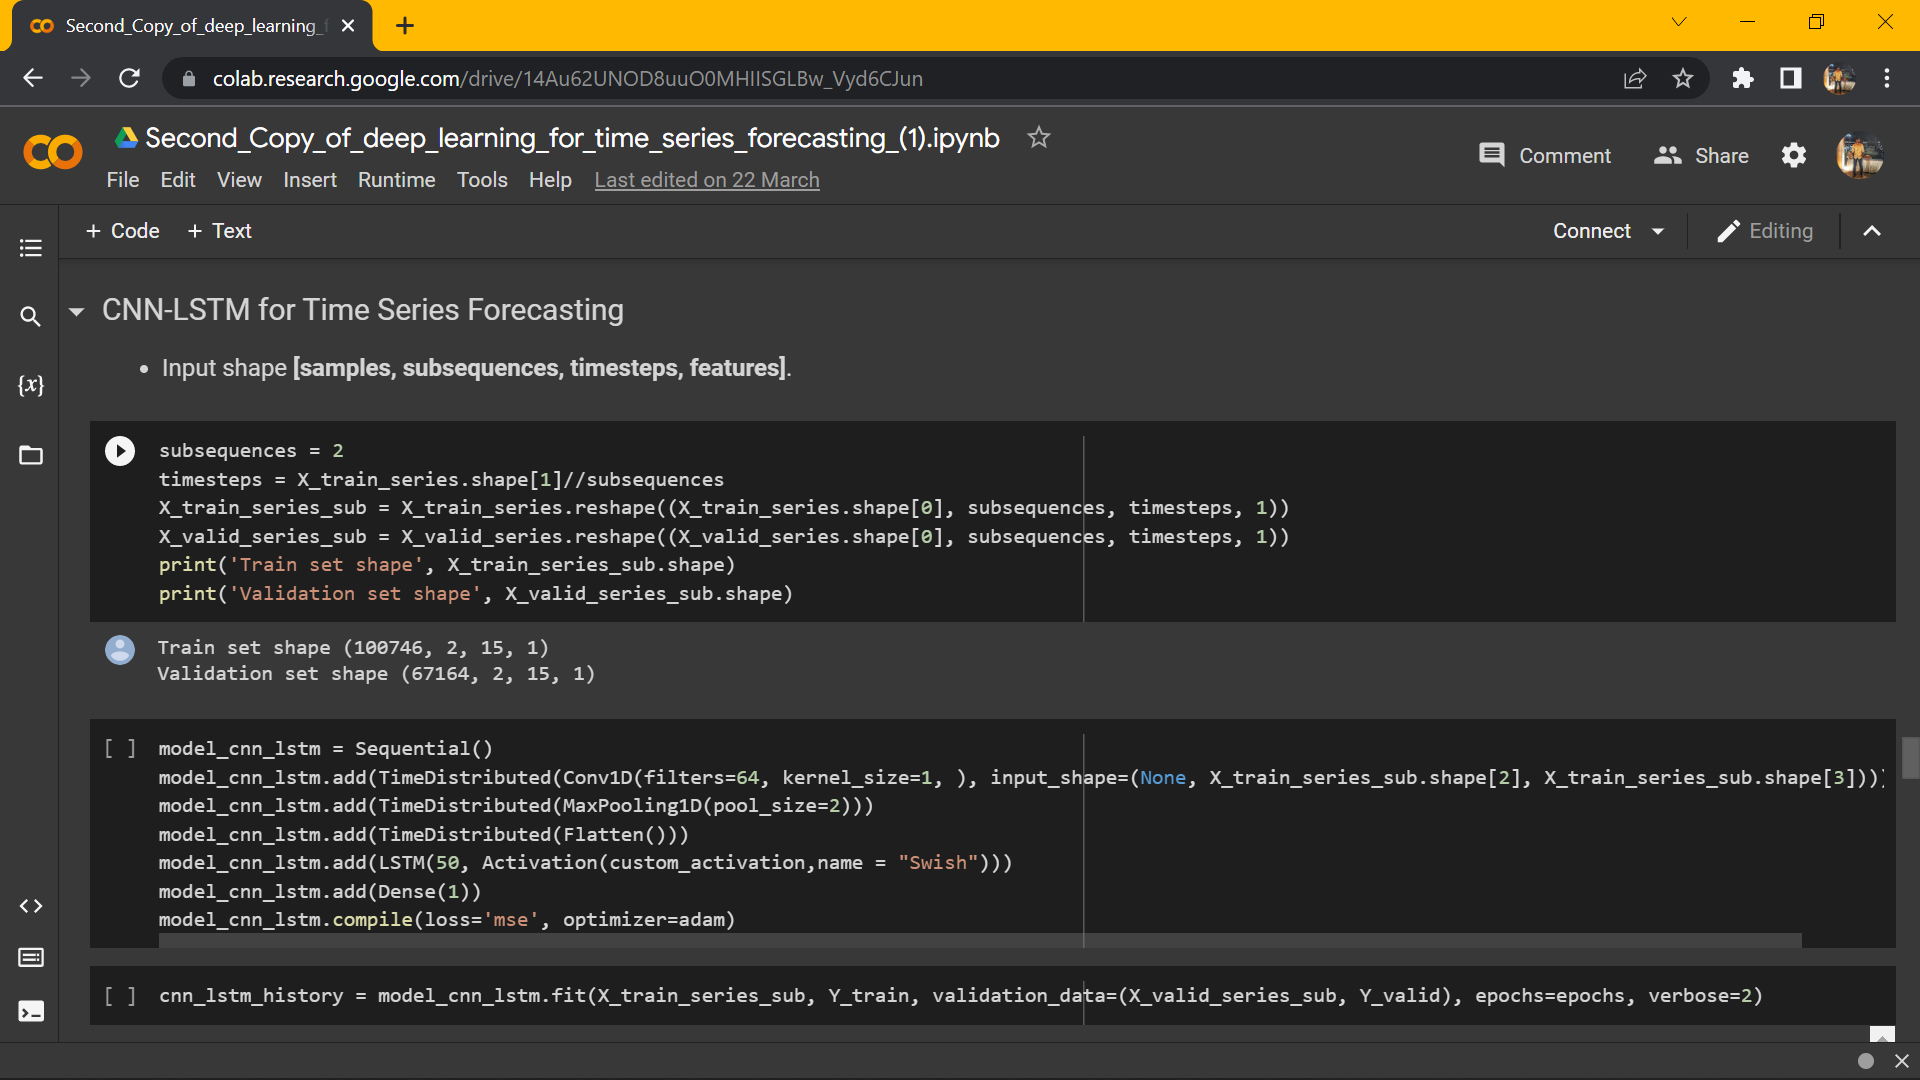 Second_Copy_of_deep_learning_
colab.research.google.com/drive/14Au62UNOD8uuO0MHIISGLBw_Vyd6CJun
Second_Copy_of_deep_learning_for_time_series_forecasting_(1).ipynb
Comment
Share
File Edit View Insert Runtime Tools Help Last edited on 22 March
+ Code + Text
Connect
Editing
CNN-LSTM for Time Series Forecasting
• Input shape [samples, subsequences, timesteps, features].
{x}
subsequences = 2
timesteps = X_train_series.shape[1]//subsequences
X_train_series_sub = X_train_series.reshape((X_train_series.shape[0], subsequences, timesteps, 1))
X_valid_series_sub = X_valid_series.reshape((X_valid_series.shape[0], subsequences, timesteps, 1))
print('Train set shape', X_train_series_sub.shape)
print('Validation set shape', X_valid_series_sub.shape)
Train set shape (100746, 2, 15, 1)
Validation set shape (67164, 2, 15, 1)
[ ] model_cnn_lstm = Sequential()
model_cnn_lstm.add(TimeDistributed(Conv1D(filters=64, kernel_size=1, ), input_shape=(None, X_train_series_sub.shape[2], X_train_series_sub.shape[3])))
model_cnn_lstm.add(TimeDistributed(MaxPooling1D(pool_size=2)))
model_cnn_lstm.add(TimeDistributed(Flatten()))
model_cnn_lstm.add(LSTM(50, Activation(custom_activation,name = "Swish")))
model_cnn_lstm.add(Dense(1))
model_cnn_lstm.compile(loss='mse', optimizer=adam)
[ ] cnn_lstm_history = model_cnn_lstm.fit(X_train_series_sub, Y_train, validation_data=(X_valid_series_sub, Y_valid), epochs=epochs, verbose=2)